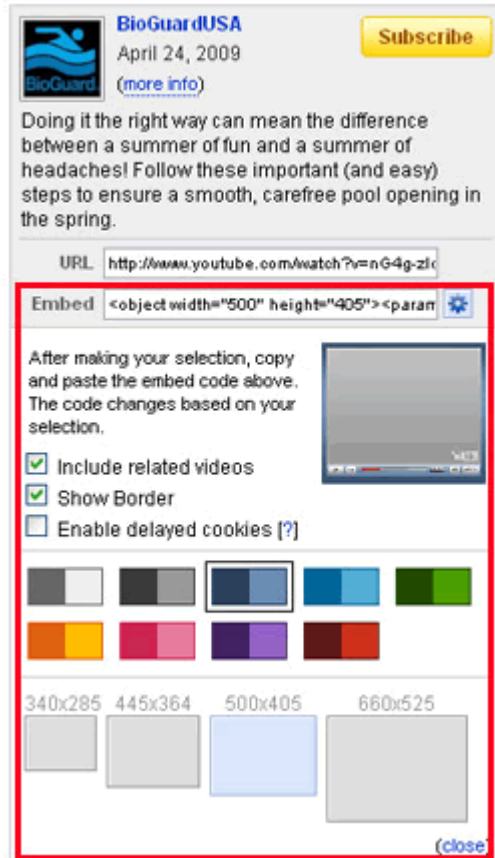 BioGuardUSA
April 24, 2009
(more info)
Subscribe
BioGuard
Doing it the right way can mean the difference
between a summer of fun and a summer of
headaches! Follow these important (and easy)
steps to ensure a smooth, carefree pool opening in
the spring.
URL http://www.youtube.com/watch?v=nG4g-zlc
Embed <object width="500" height="405"><param
After making your selection, copy
and paste the embed code above.
The code changes based on your
selection.
Include related videos
Show Border
Enable delayed cookies [?]
340x285 445x364 500x405 660x525
(close)